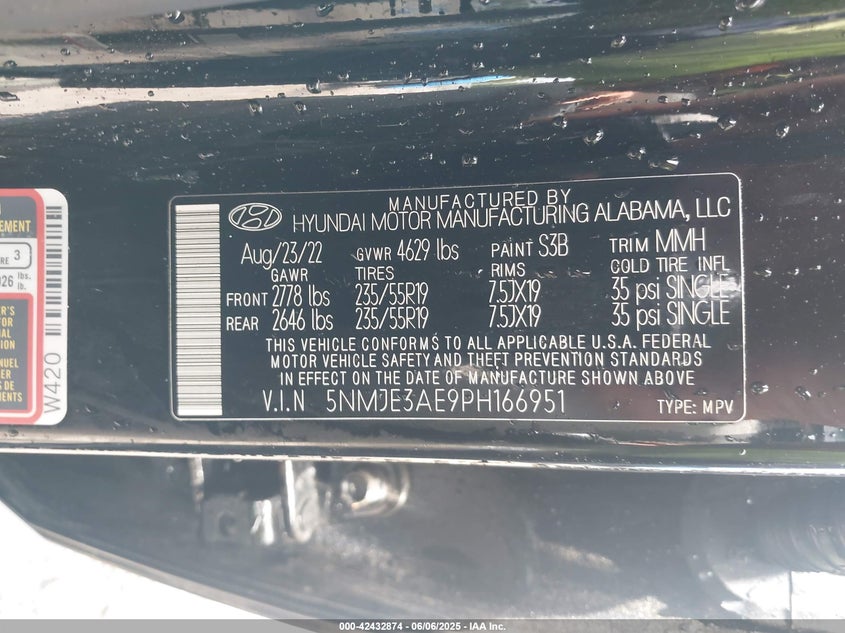 MANUFACTURED BY
HYUNDAI MOTOR MANUFACTURING ALABAMA, LLC
Aug/23/22 GVWR 4629 lbs PAINT S3B TRIM MMH
GAWR TIRES RIMS COLD TIRE INFL
FRONT 2778 lbs 235/55R19 7.5JX19 35 psi SINGLE
REAR 2646 lbs 235/55R19 7.5JX19 35 psi SINGLE
THIS VEHICLE CONFORMS TO ALL APPLICABLE U.S.A. FEDERAL
MOTOR VEHICLE SAFETY AND THEFT PREVENTION STANDARDS
IN EFFECT ON THE DATE OF MANUFACTURE SHOWN ABOVE
V.I.N 5NMJE3AE9PH166951 TYPE: MPV
3
lbs.
W420
000-42432874 - 06/06/2025 - IAA Inc.